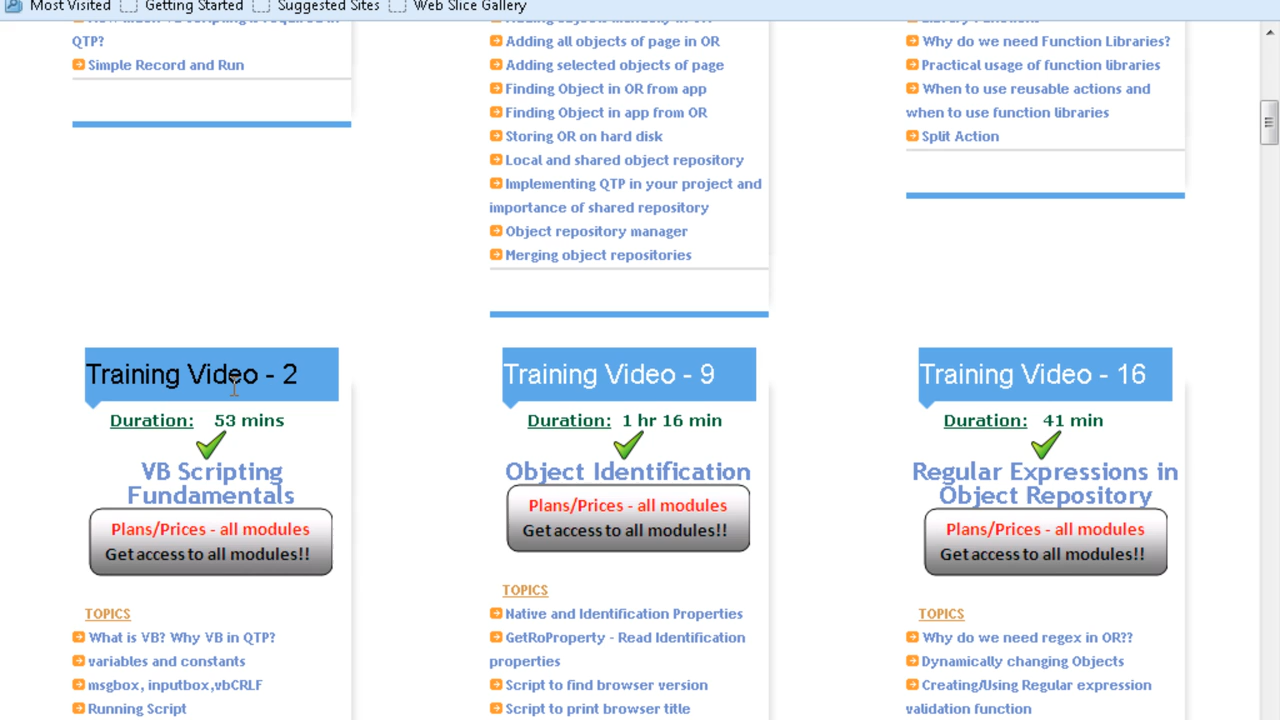 Most Visited Getting Started Suggested Sites Web Slice Gallery
QTP?
Simple Record and Run
Adding all objects of page in OR
Adding selected objects of page
Finding Object in OR from app
Finding Object in app from OR
Storing OR on hard disk
Local and shared object repository
Implementing QTP in your project and
importance of shared repository
Object repository manager
Merging object repositories
Why do we need Function Libraries?
Practical usage of function libraries
When to use reusable actions and
when to use function libraries
Split Action
Training Video - 2
Duration: 53 mins
VB Scripting
Fundamentals
Plans/Prices - all modules
Get access to all modules!!
TOPICS
What is VB? Why VB in QTP?
variables and constants
msgbox, inputbox,vbCRLF
Running Script
Training Video - 9
Duration: 1 hr 16 min
Object Identification
Plans/Prices - all modules
Get access to all modules!!
TOPICS
Native and Identification Properties
GetRoProperty - Read Identification
properties
Script to find browser version
Script to print browser title
Training Video - 16
Duration: 41 min
Regular Expressions in
Object Repository
Plans/Prices - all modules
Get access to all modules!!
TOPICS
Why do we need regex in OR??
Dynamically changing Objects
Creating/Using Regular expression
validation function